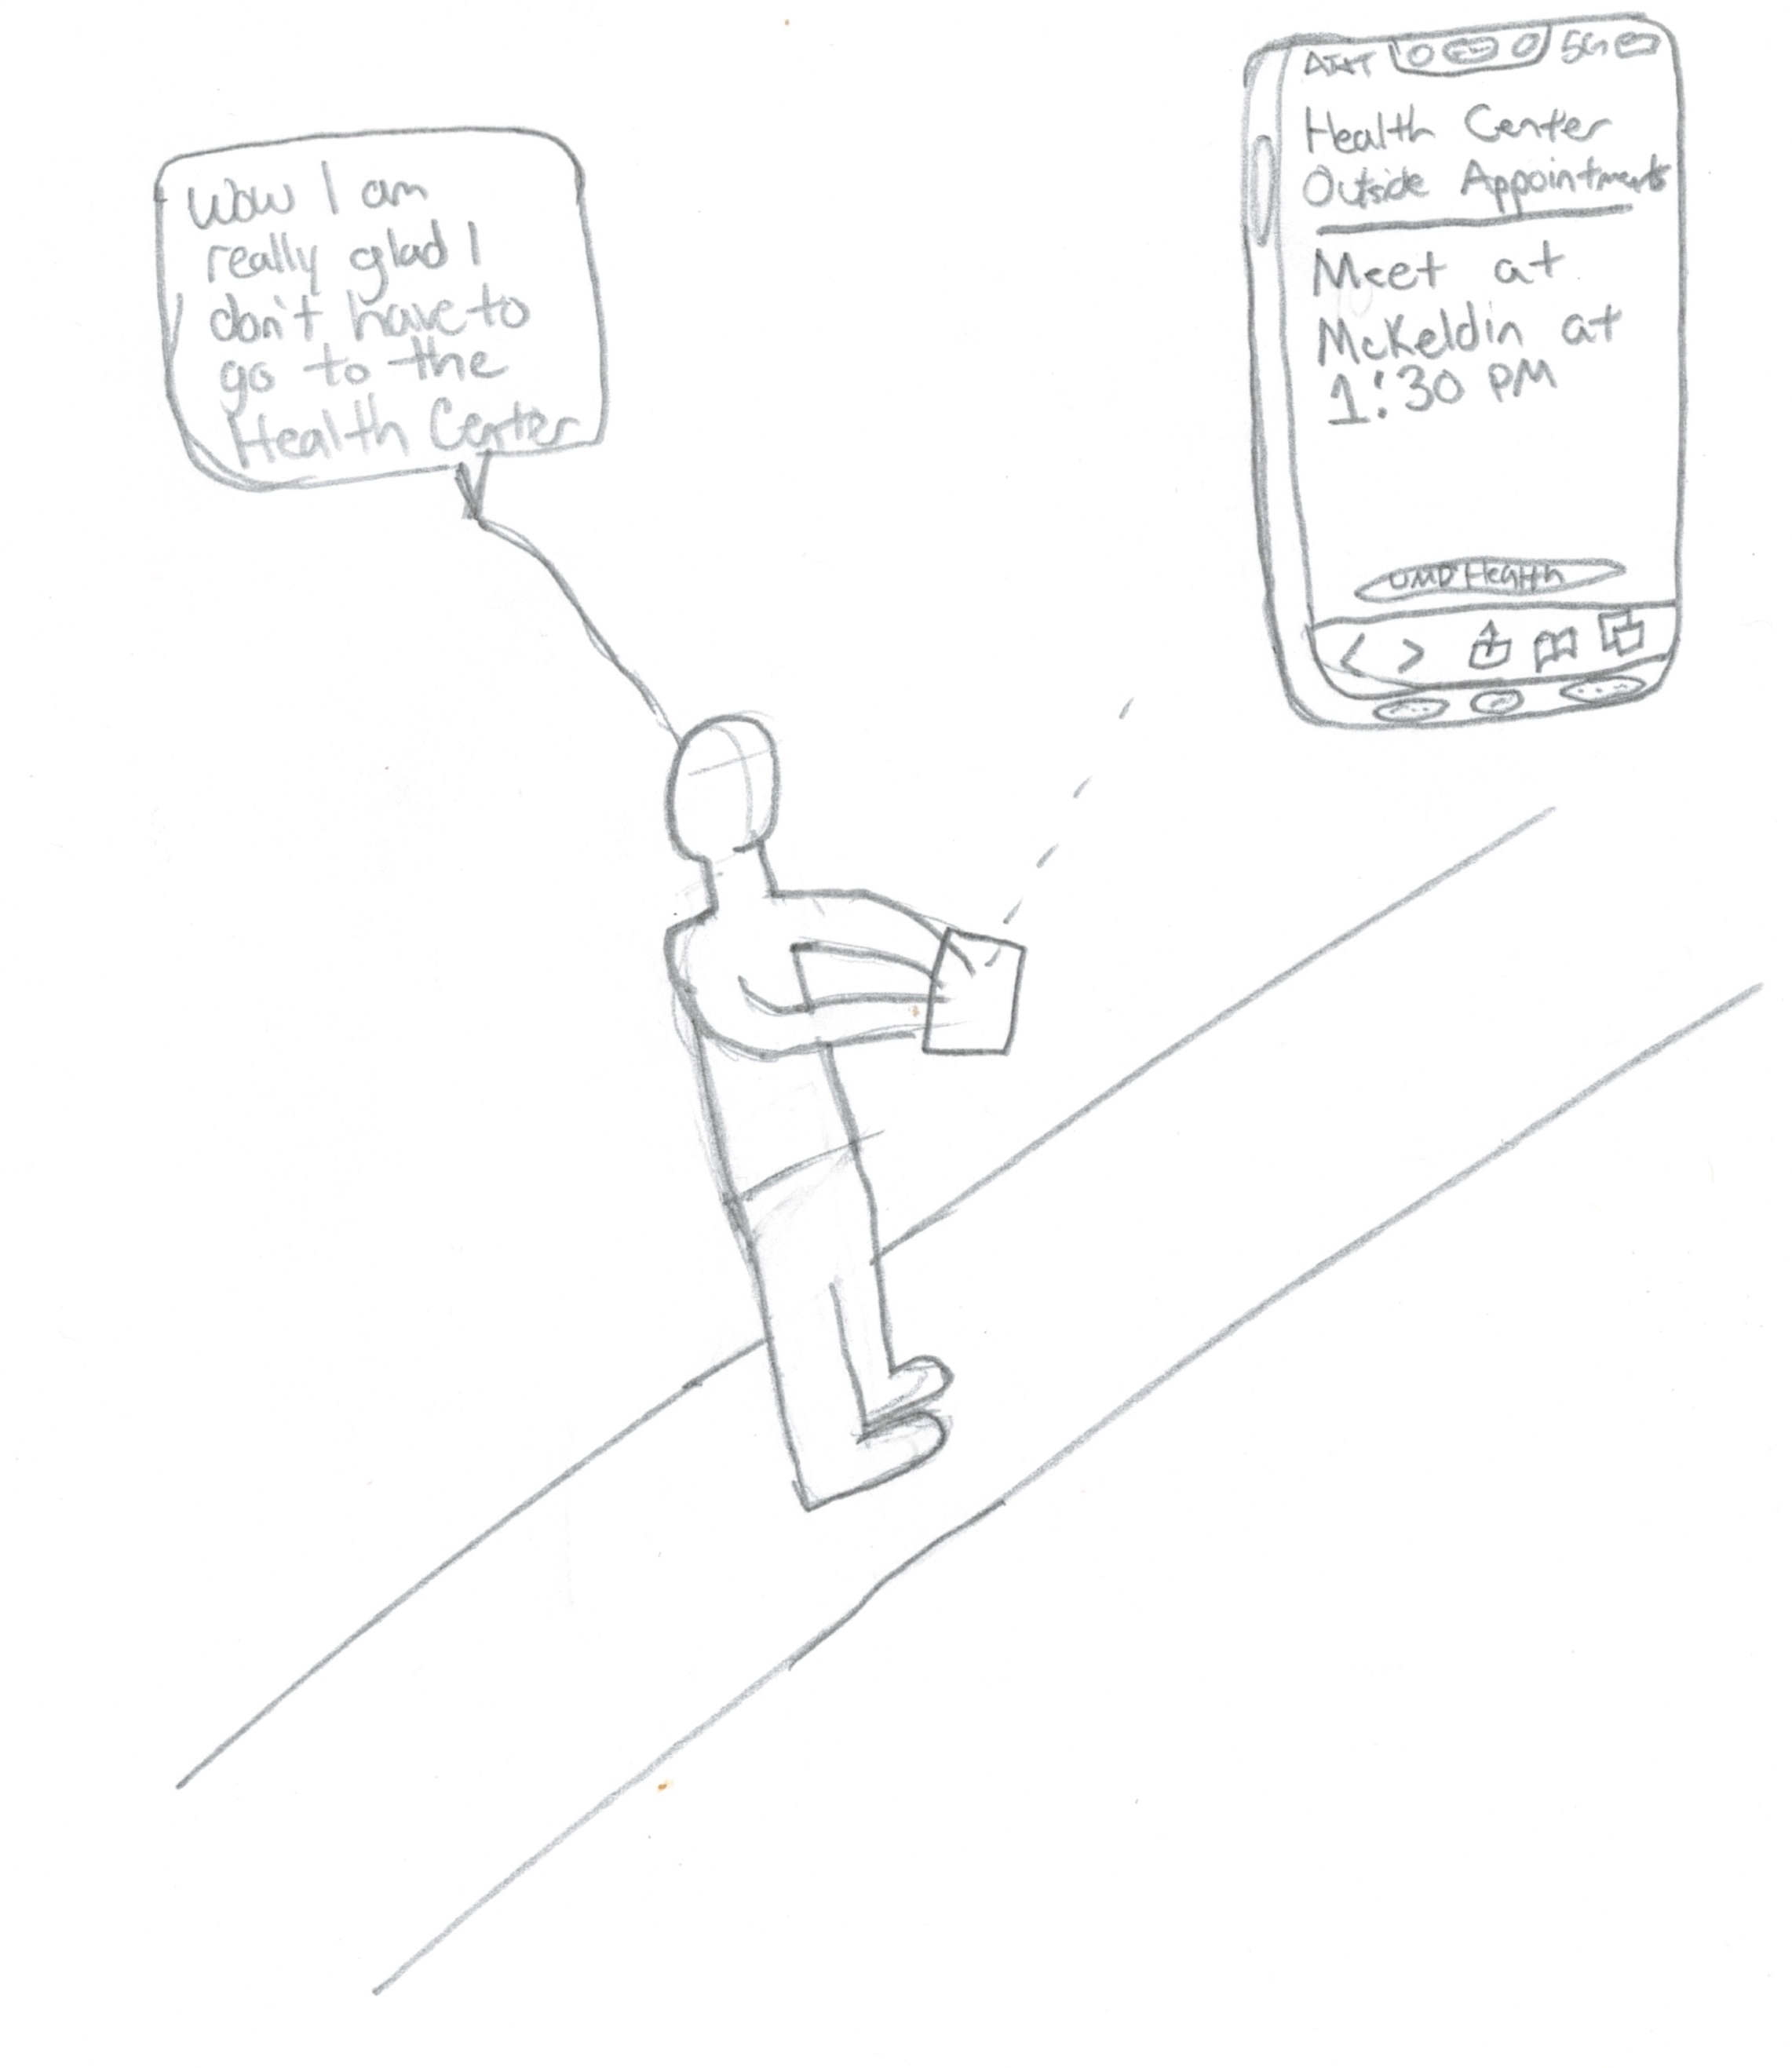 Wow I am
really glad I
don't have to
go to the
Health Center
AT&T 5G
Health Center
Outside Appointments
Meet at
McKeldin at
1:30 PM
UMD Health